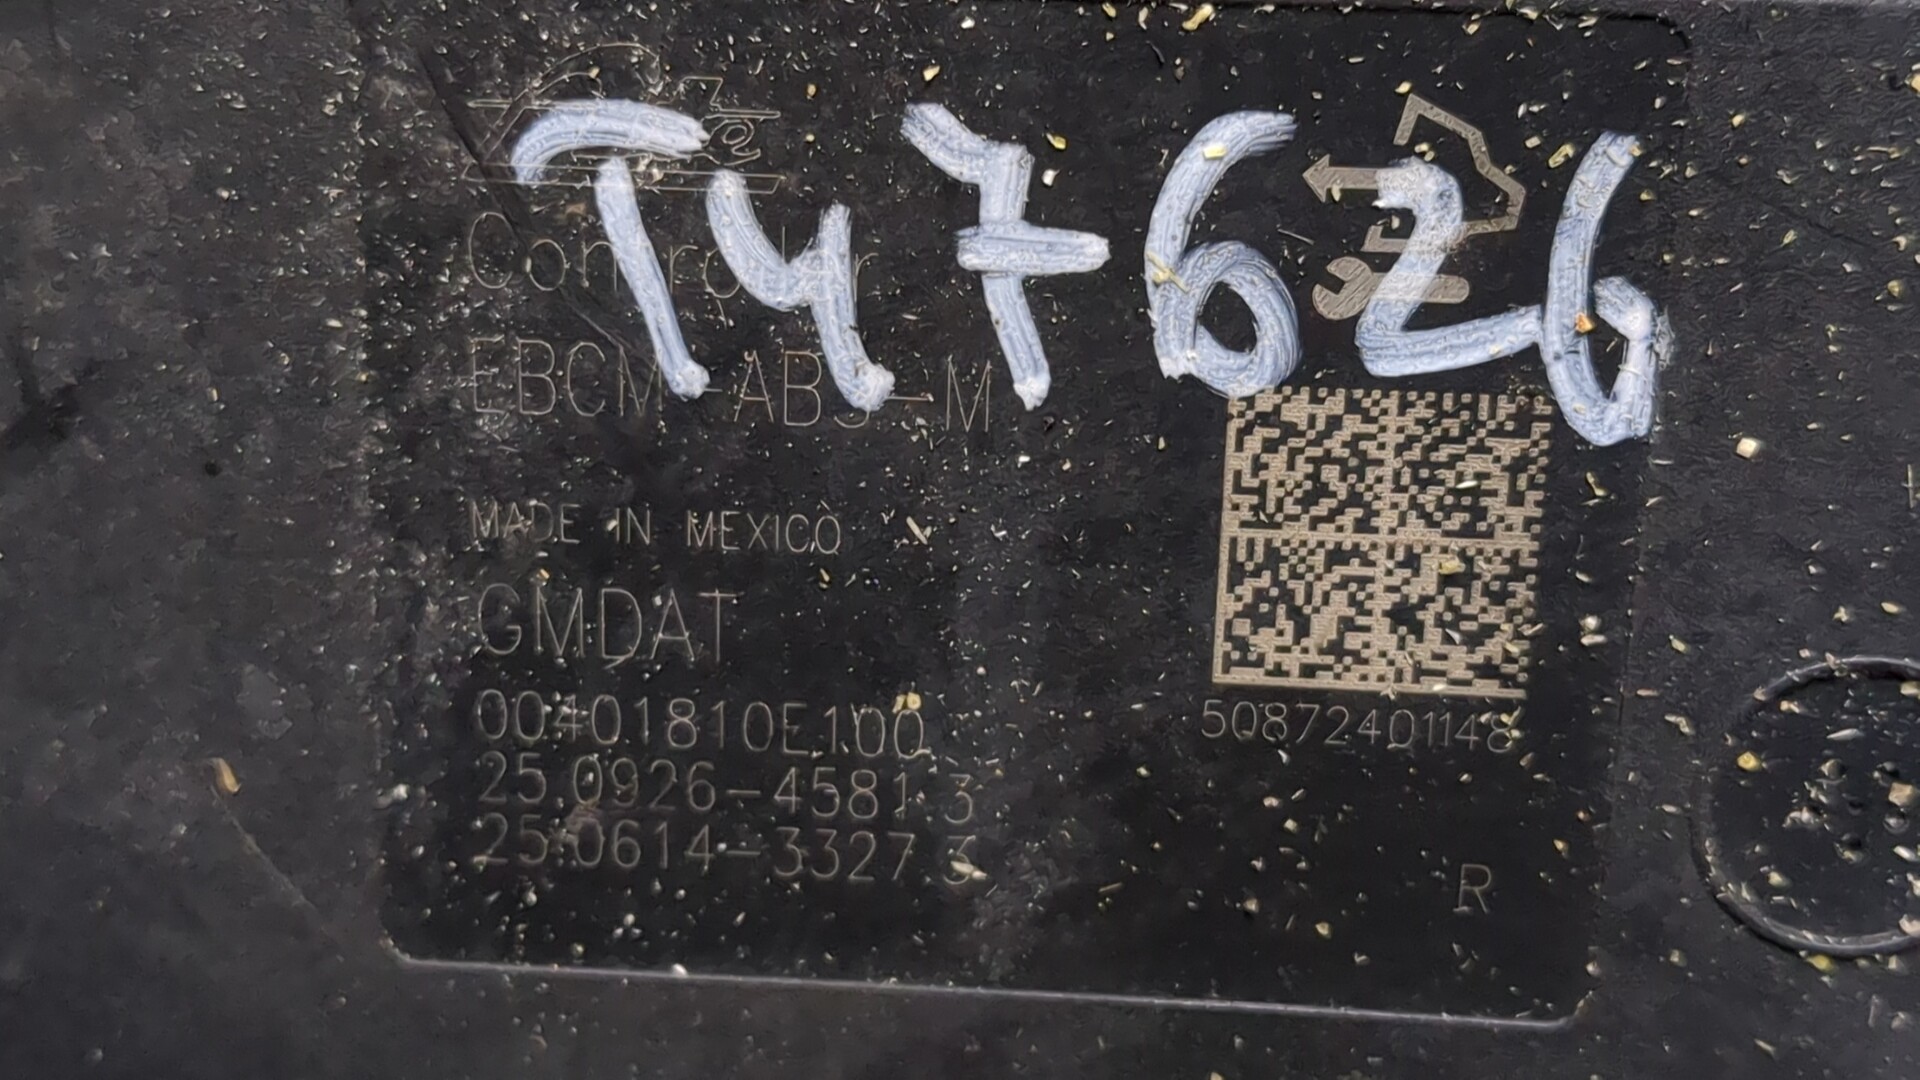 T47626
Controller
EBCM-ABS-M
MADE IN MEXICO
GMDAT
00401810E100
50872401148
25.0926-4581.3
25.0614-3327.3
R